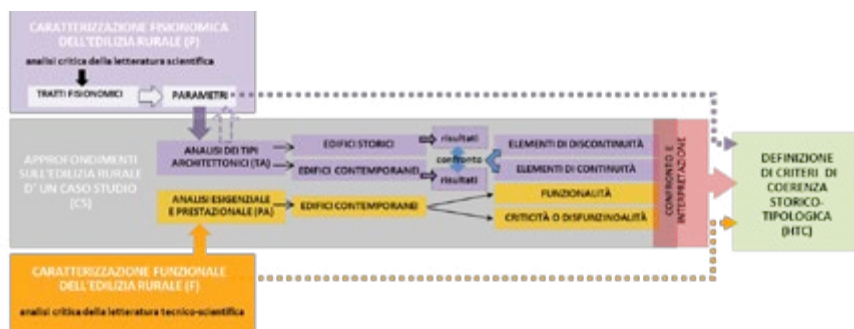 CARATTERIZZAZIONE FISIONOMICA
DELL'EDILIZIA RURALE (P)
analisi critica della letteratura scientifica
TRATTI FISIONOMICI
PARAMETRI
APPROFONDIMENTI
SULL'EDILIZIA RURALE
D' UN CASO STUDIO
(CS)
ANALISI DEI TIPI
ARCHITETTONICI (TA)
EDIFICI STORICI
EDIFICI CONTEMPORANEI
risultati
confronto
risultati
ELEMENTI DI DISCONTINUITÀ
ELEMENTI DI CONTINUITÀ
ANALISI ESIGENZIALE
E PRESTAZIONALE (PA)
EDIFICI CONTEMPORANEI
FUNZIONALITÀ
CRITICITÀ O DISFUNZINOALITÀ
CONFRONTO E
INTERPRETAZIONE
DEFINIZIONE
DI CRITERI DI
COERENZA
STORICO-
TIPOLOGICA
(HTC)
CARATTERIZZAZIONE FUNZIONALE
DELL'EDILIZIA RURALE (F)
analisi critica della letteratura tecnico-scientifica